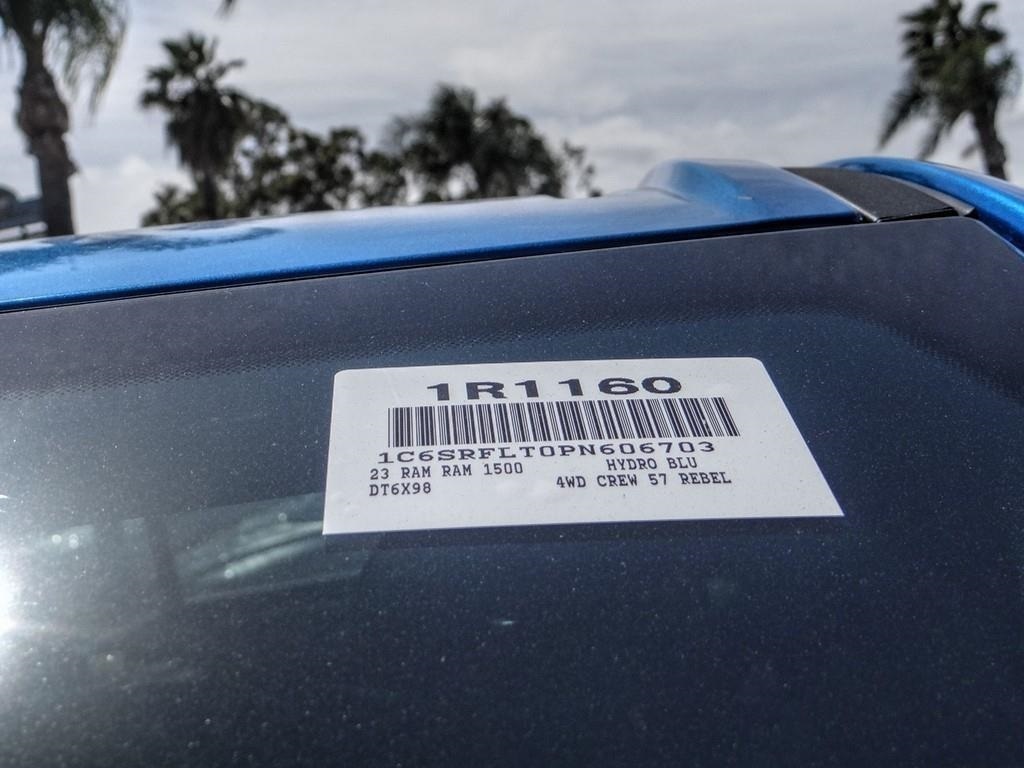 1R1160
1C6SRFLT0PN606703
23 RAM RAM 1500 HYDRO BLU
DT6X98 4WD CREW 57 REBEL